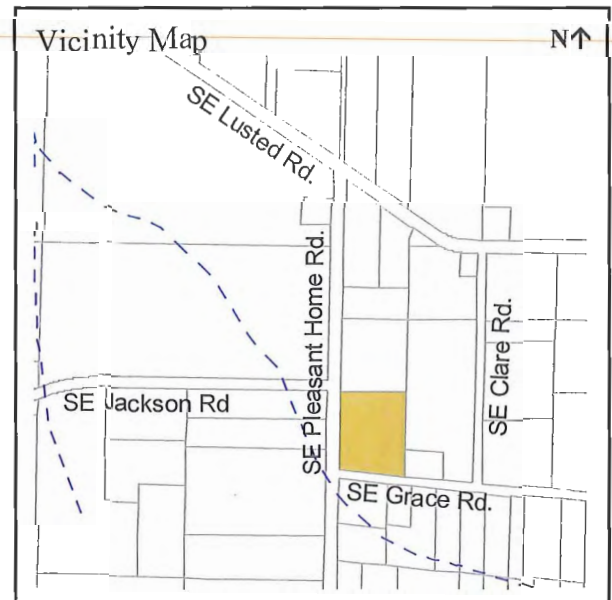 Vicinity Map
N↑
SE Lusted Rd.
SE Pleasant Home Rd.
SE Clare Rd.
SE Jackson Rd
SE Grace Rd.